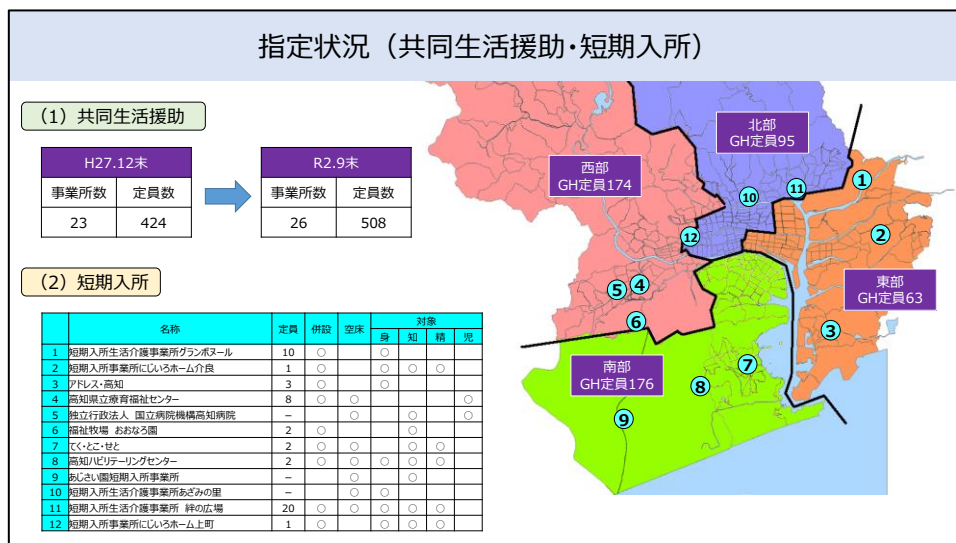 指定状況（共同生活援助・短期入所）
（1）共同生活援助
H27.12末
事業所数 定員数
23 424
R2.9末
事業所数 定員数
26 508
（2）短期入所
名称 定員 併設 空床 対象
身 知 精 児
1 短期入所生活介護事業所グランボヌール 10 ○ ○
2 短期入所事業所にじいろホーム介良 1 ○ ○ ○ ○
3 アドレス・高知 3 ○ ○
4 高知県立療育福祉センター 8 ○ ○ ○
5 独立行政法人 国立病院機構高知病院 － ○ ○ ○
6 福祉牧場 おおなろ園 2 ○ ○
7 てく・とこ・せと 2 ○ ○ ○ ○
8 高知ハビリテーリングセンター 2 ○ ○ ○ ○ ○
9 あじさい園短期入所事業所 － ○ ○
10 短期入所生活介護事業所あざみの里 － ○ ○
11 短期入所生活介護事業所 絆の広場 20 ○ ○ ○ ○ ○
12 短期入所事業所にじいろホーム上町 1 ○ ○ ○ ○
北部
GH定員95
西部
GH定員174
東部
GH定員63
南部
GH定員176
1
11
10
2
12
4
5
6
3
7
8
9